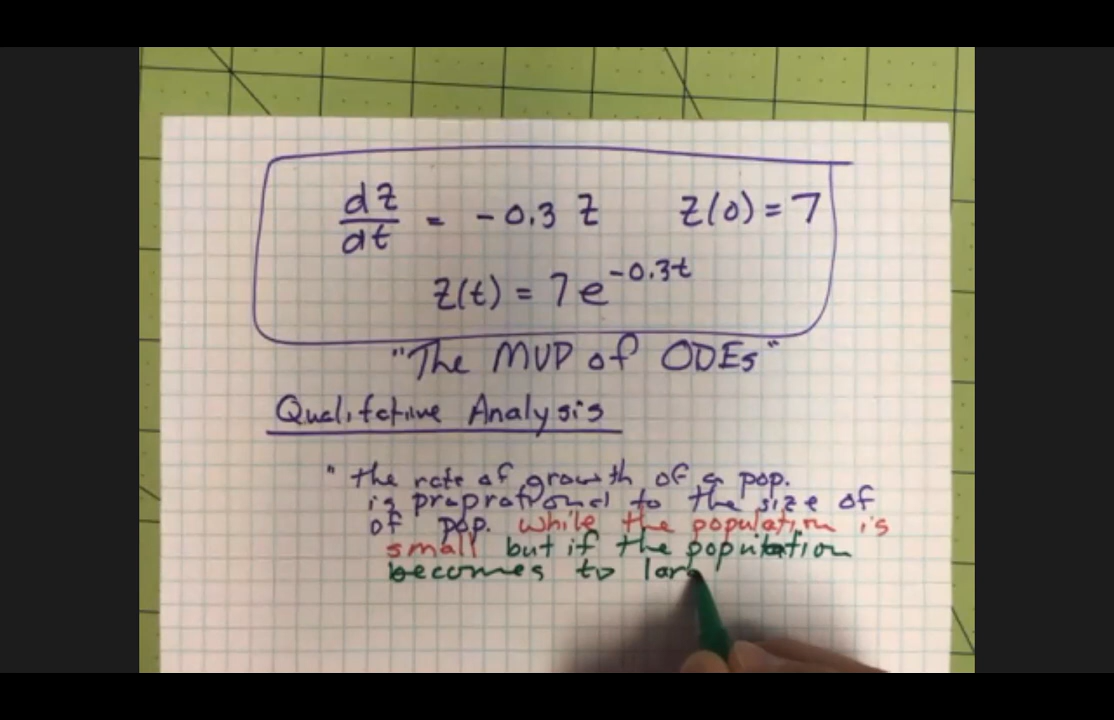 dz/dt = -0.3 z z(0) = 7
z(t) = 7e^-0.3t
"The MVP of ODEs"
Qualitative Analysis
"the rate of growth of a pop.
is proprotional to the size of
of pop. while the population is
small but if the population
becomes to larg